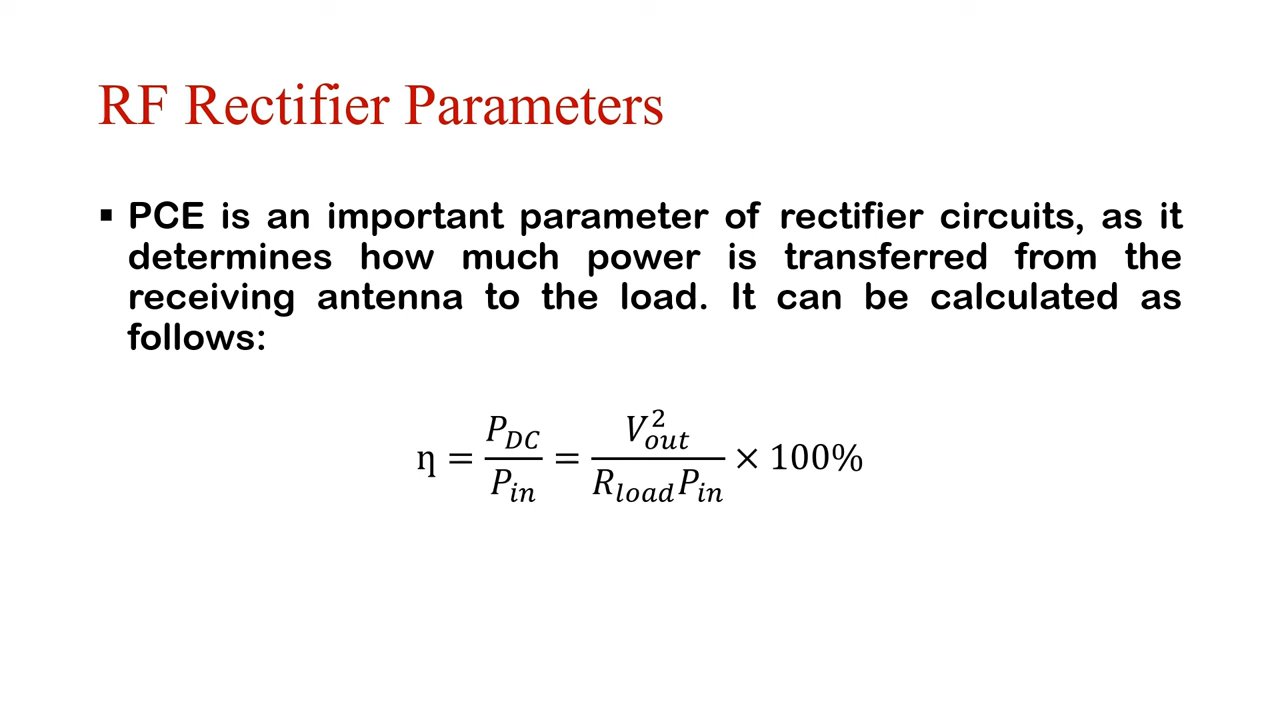 RF Rectifier Parameters
▪ PCE is an important parameter of rectifier circuits, as it
determines how much power is transferred from the
receiving antenna to the load. It can be calculated as
follows:
η = P_DC / P_in = V_out^2 / (R_load P_in) × 100%